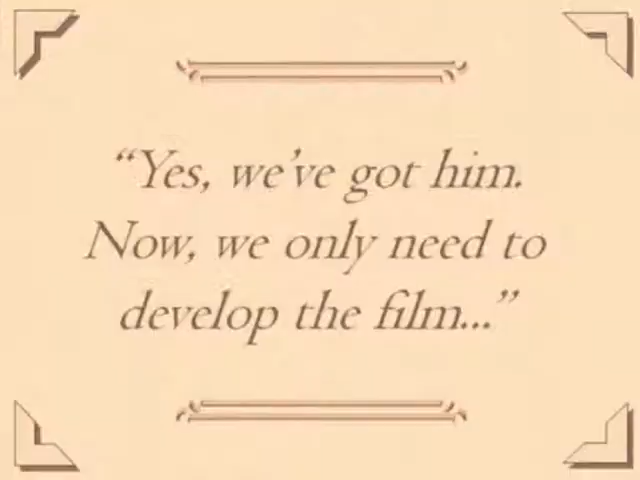 “Yes, we’ve got him.
Now, we only need to
develop the film...”